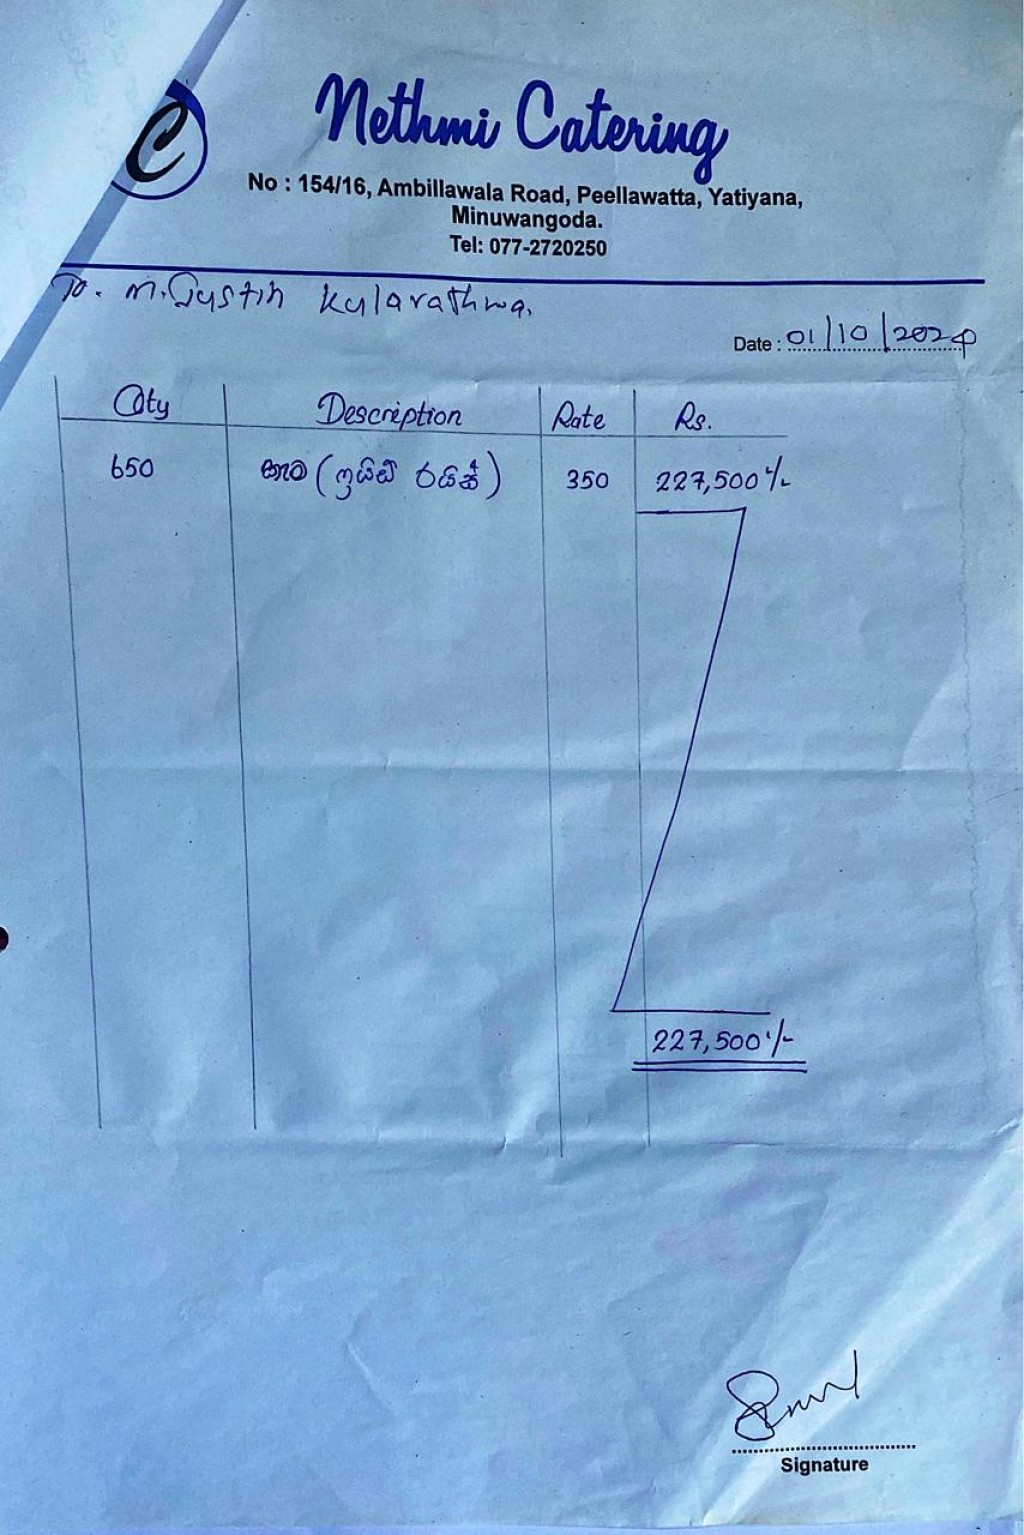 C
Nethmi Catering
No : 154/16, Ambillawala Road, Peellawatta, Yatiyana,
Minuwangoda.
Tel: 077-2720250
To. M. Justin Kularathna.
Date : 01/10/2024
Qty Description Rate Rs.
650 කෑම (ෆ්‍රයිඩ් රයිස්) 350 227,500/-
227,500/-
Signature